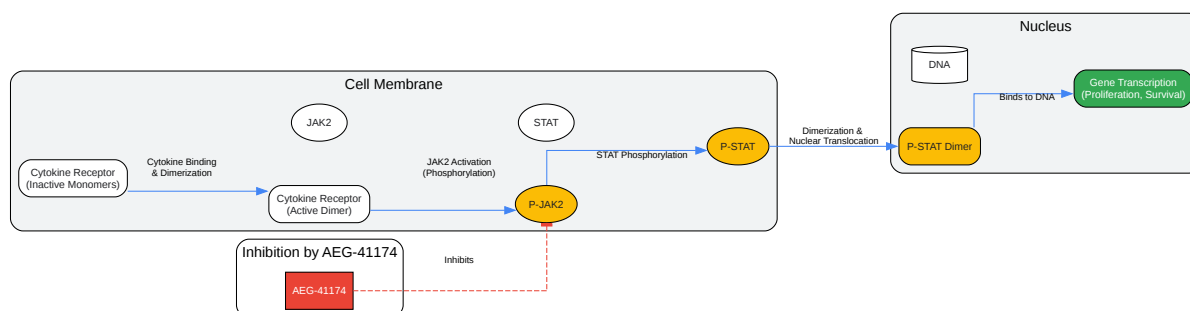 Nucleus
DNA
Gene Transcription
(Proliferation, Survival)
Binds to DNA
P-STAT Dimer
Cell Membrane
JAK2
STAT
P-STAT
Dimerization &
Nuclear Translocation
STAT Phosphorylation
JAK2 Activation
(Phosphorylation)
Cytokine Binding
& Dimerization
Cytokine Receptor
(Inactive Monomers)
Cytokine Receptor
(Active Dimer)
P-JAK2
Inhibition by AEG-41174
Inhibits
AEG-41174